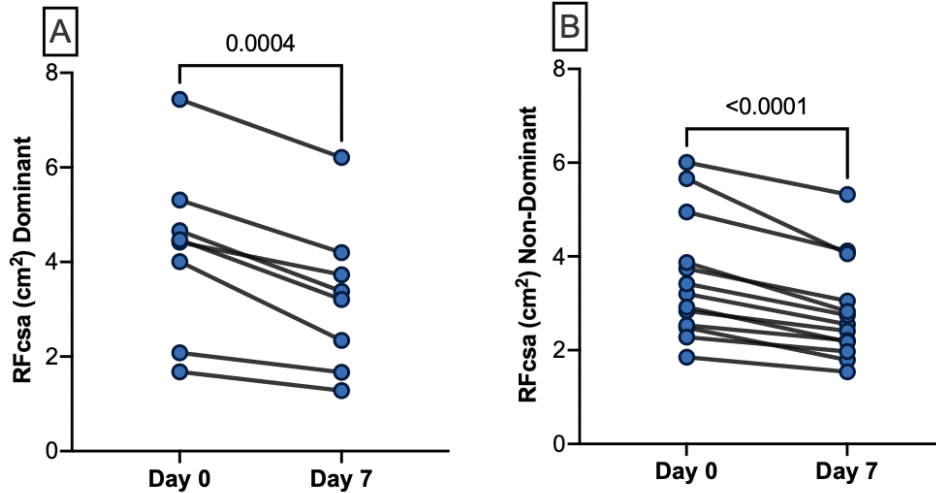 A
0.0004
RFcsa (cm²) Dominant
8
6
4
2
0
Day 0
Day 7
B
<0.0001
RFcsa (cm²) Non-Dominant
8
6
4
2
0
Day 0
Day 7